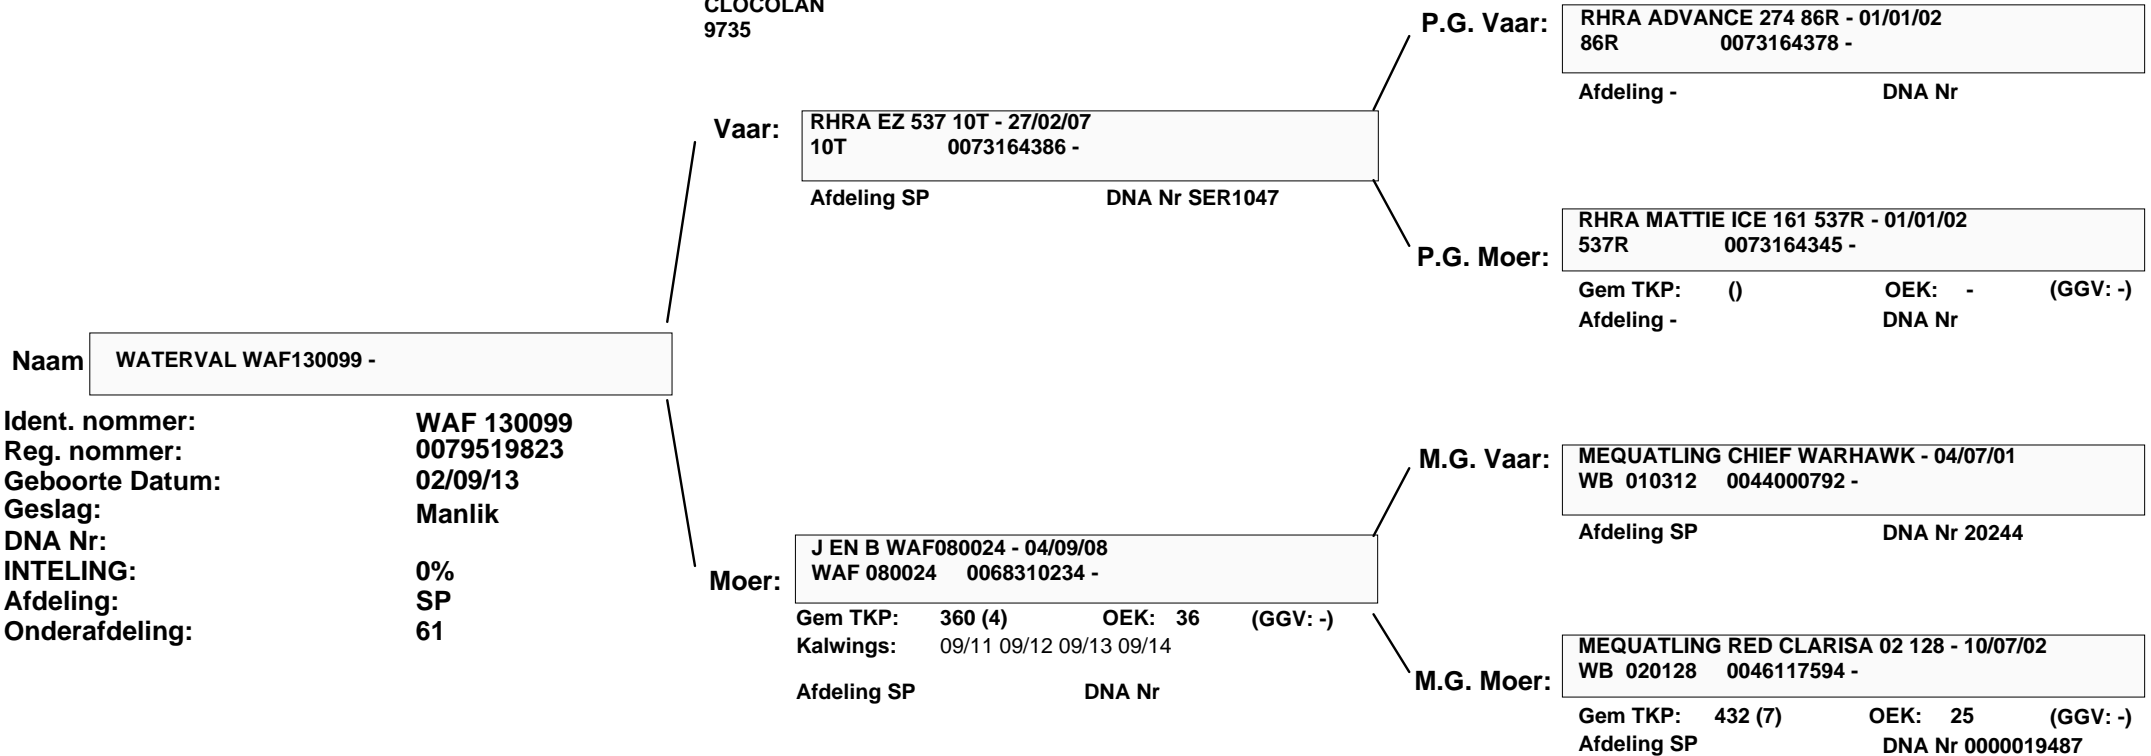 CLOCOLAN
9735
P.G. Vaar:
RHRA ADVANCE 274 86R - 01/01/02
86R 0073164378 -
Afdeling - DNA Nr
Vaar:
RHRA EZ 537 10T - 27/02/07
10T 0073164386 -
Afdeling SP DNA Nr SER1047
P.G. Moer:
RHRA MATTIE ICE 161 537R - 01/01/02
537R 0073164345 -
Gem TKP: () OEK: - (GGV: -)
Afdeling - DNA Nr
Naam WATERVAL WAF130099 -
Ident. nommer: WAF 130099
Reg. nommer: 0079519823
Geboorte Datum: 02/09/13
Geslag: Manlik
DNA Nr:
INTELING: 0%
Afdeling: SP
Onderafdeling: 61
M.G. Vaar:
MEQUATLING CHIEF WARHAWK - 04/07/01
WB 010312 0044000792 -
Afdeling SP DNA Nr 20244
Moer:
J EN B WAF080024 - 04/09/08
WAF 080024 0068310234 -
Gem TKP: 360 (4) OEK: 36 (GGV: -)
Kalwings: 09/11 09/12 09/13 09/14
Afdeling SP DNA Nr
M.G. Moer:
MEQUATLING RED CLARISA 02 128 - 10/07/02
WB 020128 0046117594 -
Gem TKP: 432 (7) OEK: 25 (GGV: -)
Afdeling SP DNA Nr 0000019487